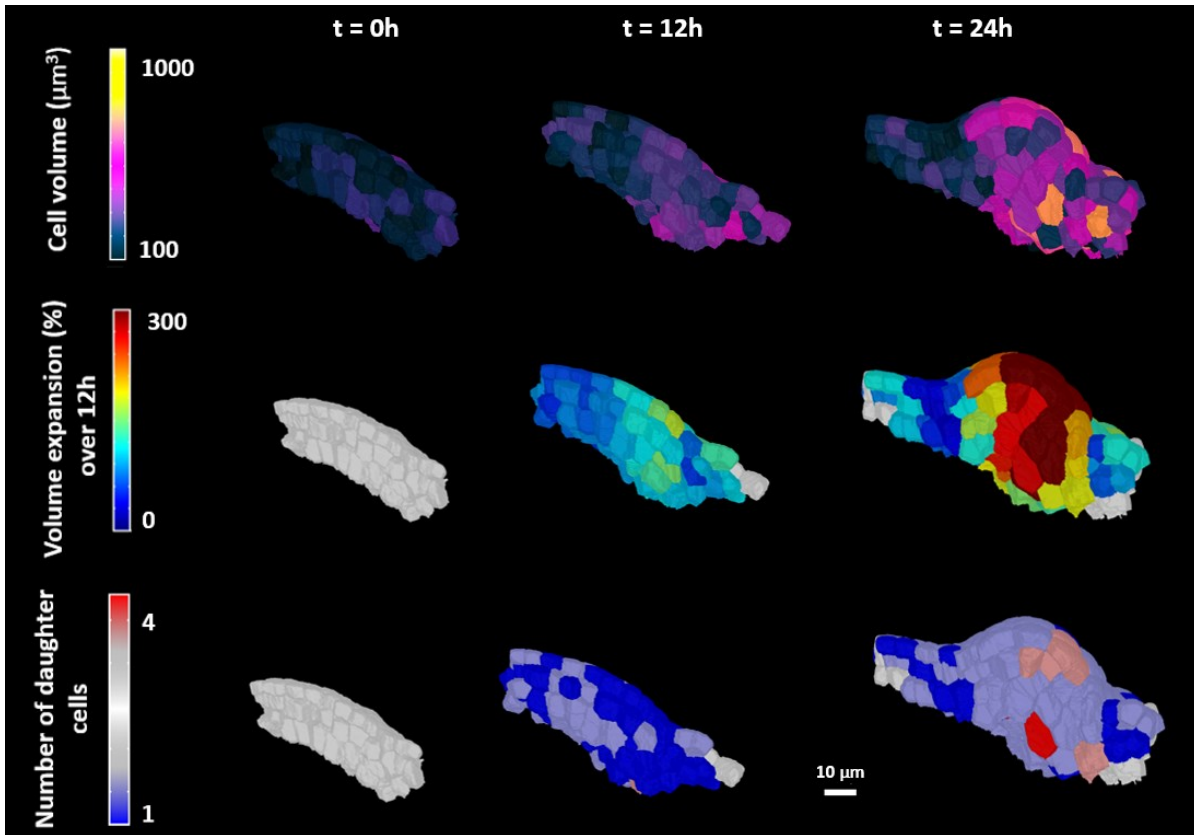 t = 0h
t = 12h
t = 24h
Cell volume (µm³)
1000
100
Volume expansion (%)
over 12h
300
0
Number of daughter
cells
4
1
10 µm